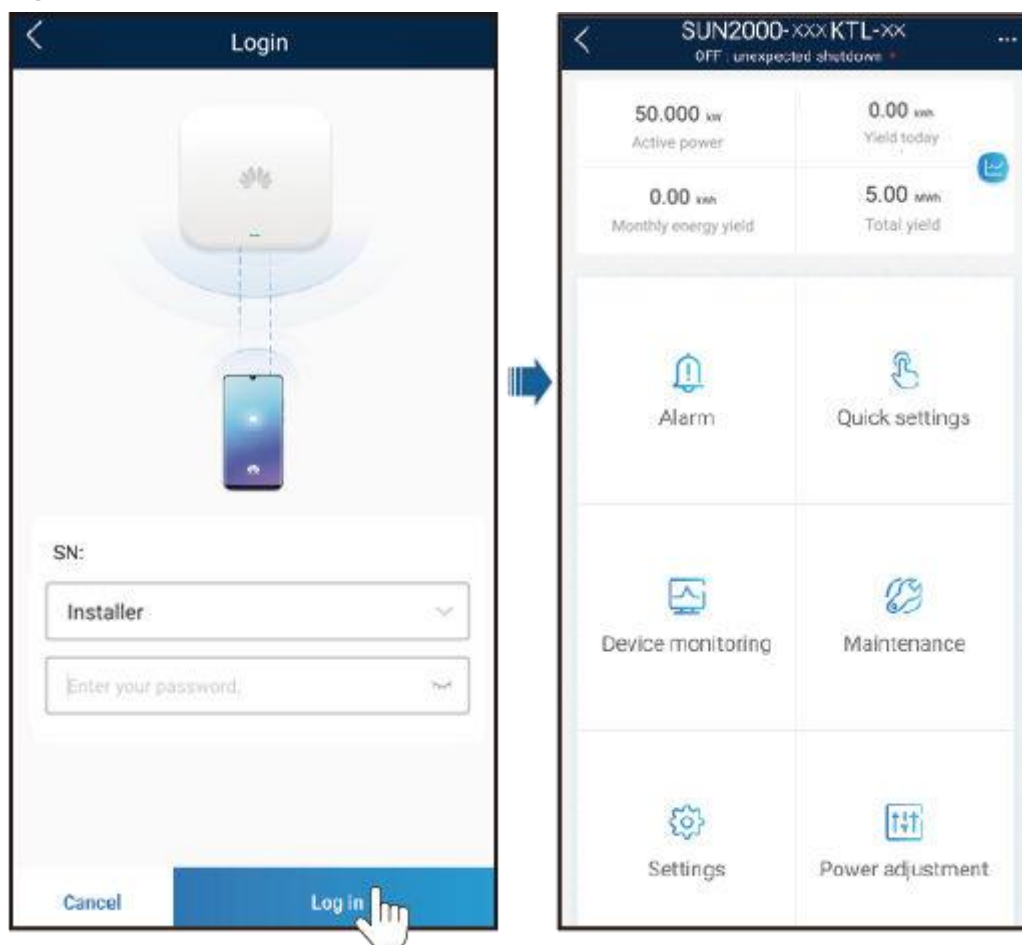 Login
SN:
Installer
Enter your password.
Cancel
Log in
SUN2000-×××KTL-××
OFF : unexpected shutdown
50.000 kW
Active power
0.00 kWh
Yield today
0.00 kWh
Monthly energy yield
5.00 MWh
Total yield
Alarm
Quick settings
Device monitoring
Maintenance
Settings
Power adjustment